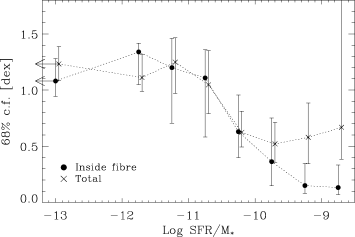 1.5
1.0
0.5
0.0
68% c.f. [dex]
Inside fibre
Total
−13 −12 −11 −10 −9
Log SFR/M⋆